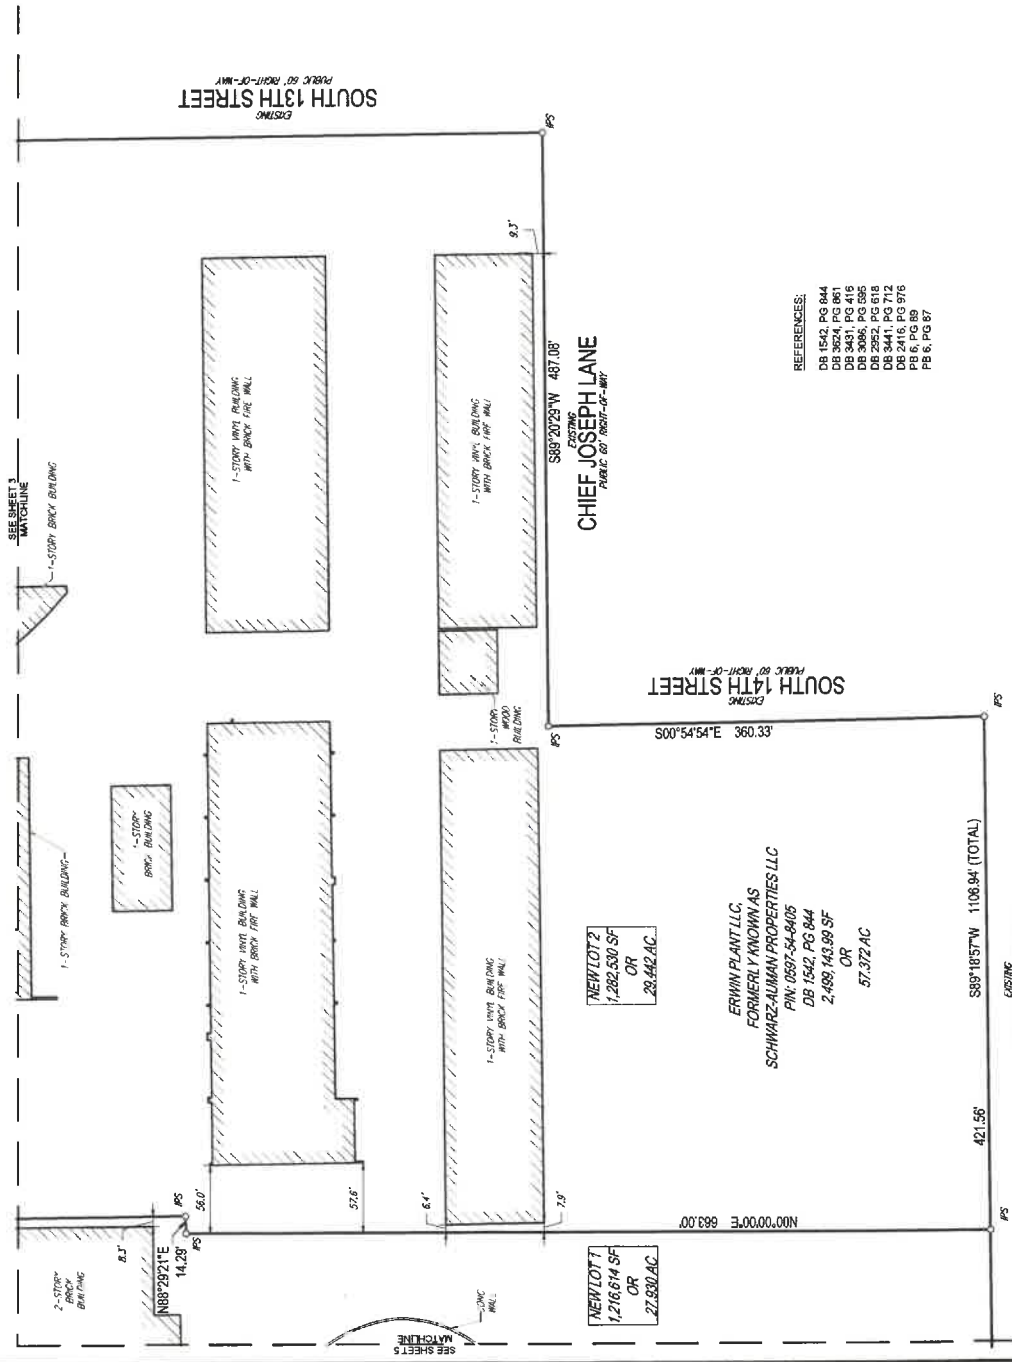 SEE SHEET 3
MATCHLINE
1-STORY BRICK BUILDING
EXISTING
SOUTH 13TH STREET
PUBLIC 60' RIGHT-OF-WAY
IPS
9.3'
1-STORY VINYL BUILDING
WITH BRICK FIRE WALL
1-STORY VINYL BUILDING
WITH BRICK FIRE WALL
S89°20'29"W 487.08'
EXISTING
CHIEF JOSEPH LANE
PUBLIC 60' RIGHT-OF-WAY
REFERENCES:
DB 1542, PG 844
DB 3624, PG 861
DB 3431, PG 416
DB 3086, PG 595
DB 2952, PG 618
DB 3441, PG 712
DB 2416, PG 976
PB 6, PG 89
PB 6, PG 87
1-STORY
WOOD
BUILDING
IPS
EXISTING
SOUTH 14TH STREET
PUBLIC 60' RIGHT-OF-WAY
S00°54'54"E 360.33'
IPS
1-STORY BRICK BUILDING
1-STORY
BRICK BUILDING
1-STORY VINYL BUILDING
WITH BRICK FIRE WALL
1-STORY VINYL BUILDING
WITH BRICK FIRE WALL
NEW LOT 2
1,282,530 SF
OR
29.442 AC
ERWIN PLANT LLC,
FORMERLY KNOWN AS
SCHWARZ-AUMAN PROPERTIES LLC
PIN: 0597-54-8405
DB 1542, PG 844
2,499,143.99 SF
OR
57.372 AC
S89°18'57"W 1106.94' (TOTAL)
421.56'
EXISTING
2-STORY
BRICK
BUILDING
8.3'
N88°29'21"E
14.29'
IPS
IPS
56.0'
57.6'
6.4'
7.9'
N00°00'00"E 663.00'
IPS
NEW LOT 1
1,216,614 SF
OR
27.930 AC
CONC
WALL
SEE SHEET 5
MATCHLINE